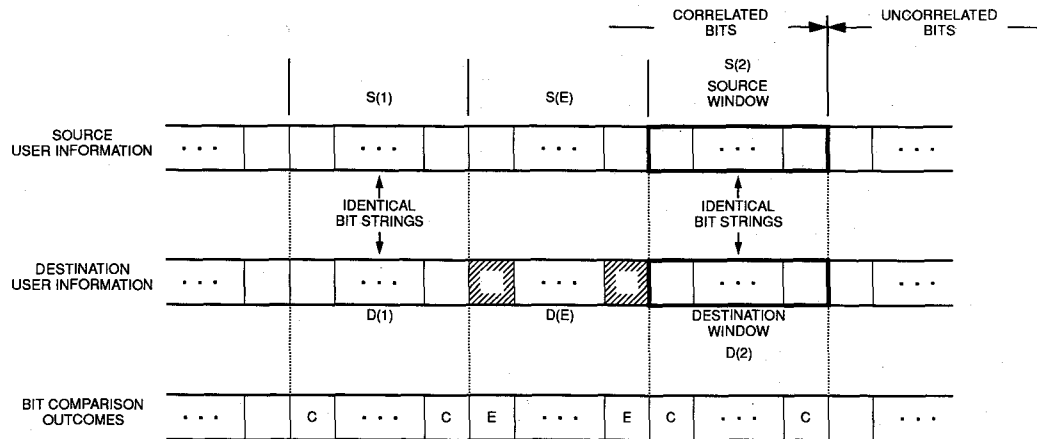 CORRELATED BITS
UNCORRELATED BITS
S(1)
S(E)
S(2)
SOURCE WINDOW
SOURCE USER INFORMATION
• • • • • • • • • • • • • • •
IDENTICAL BIT STRINGS
IDENTICAL BIT STRINGS
DESTINATION USER INFORMATION
• • • • • • • • • • • • • • •
D(1)
D(E)
DESTINATION WINDOW
D(2)
BIT COMPARISON OUTCOMES
• • • C • • • C E • • • E C • • • C • • •